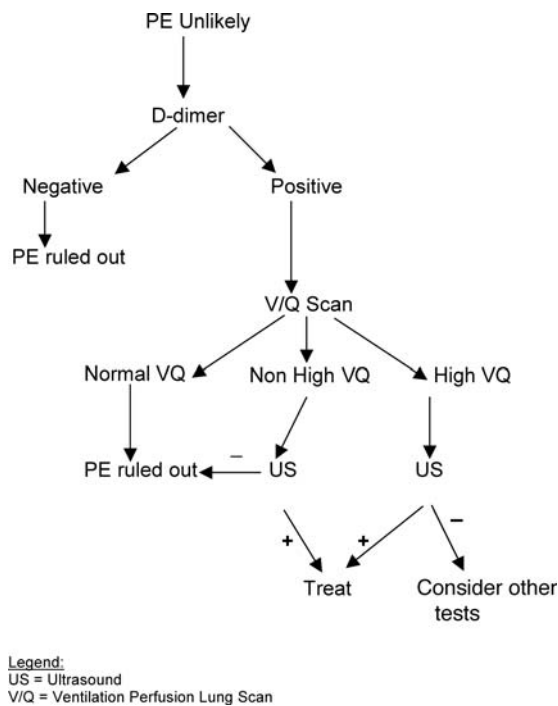 PE Unlikely
D-dimer
Negative Positive
PE ruled out
V/Q Scan
Normal VQ Non High VQ High VQ
PE ruled out – US US
+ + –
Treat Consider other
tests
Legend:
US = Ultrasound
V/Q = Ventilation Perfusion Lung Scan